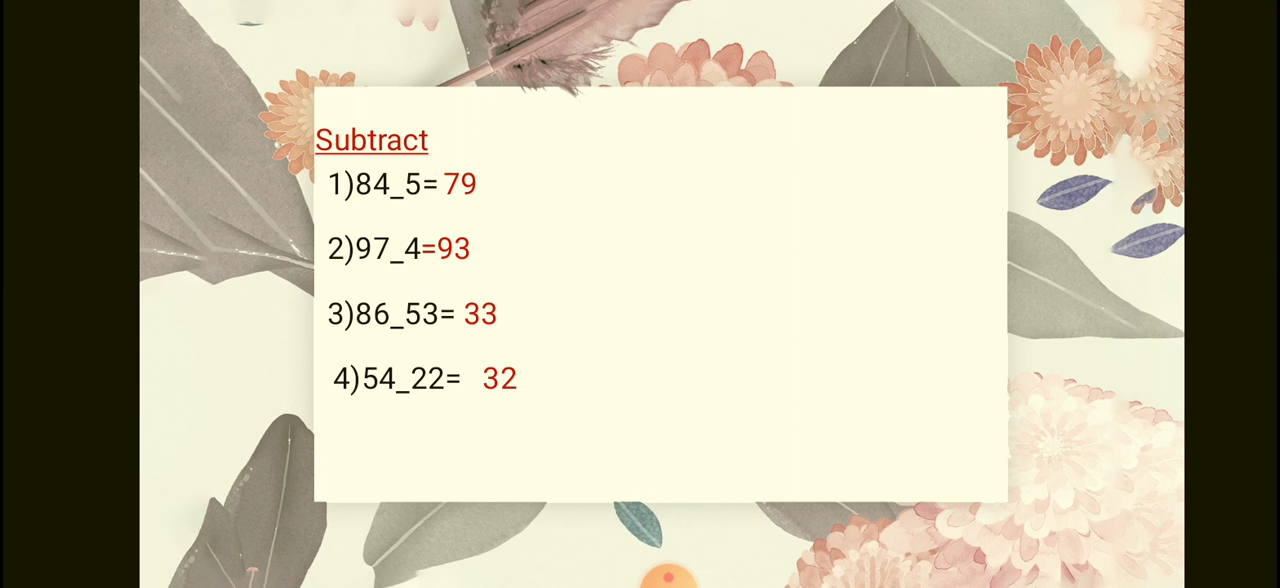 Subtract
1)84_5= 79
2)97_4=93
3)86_53= 33
4)54_22= 32